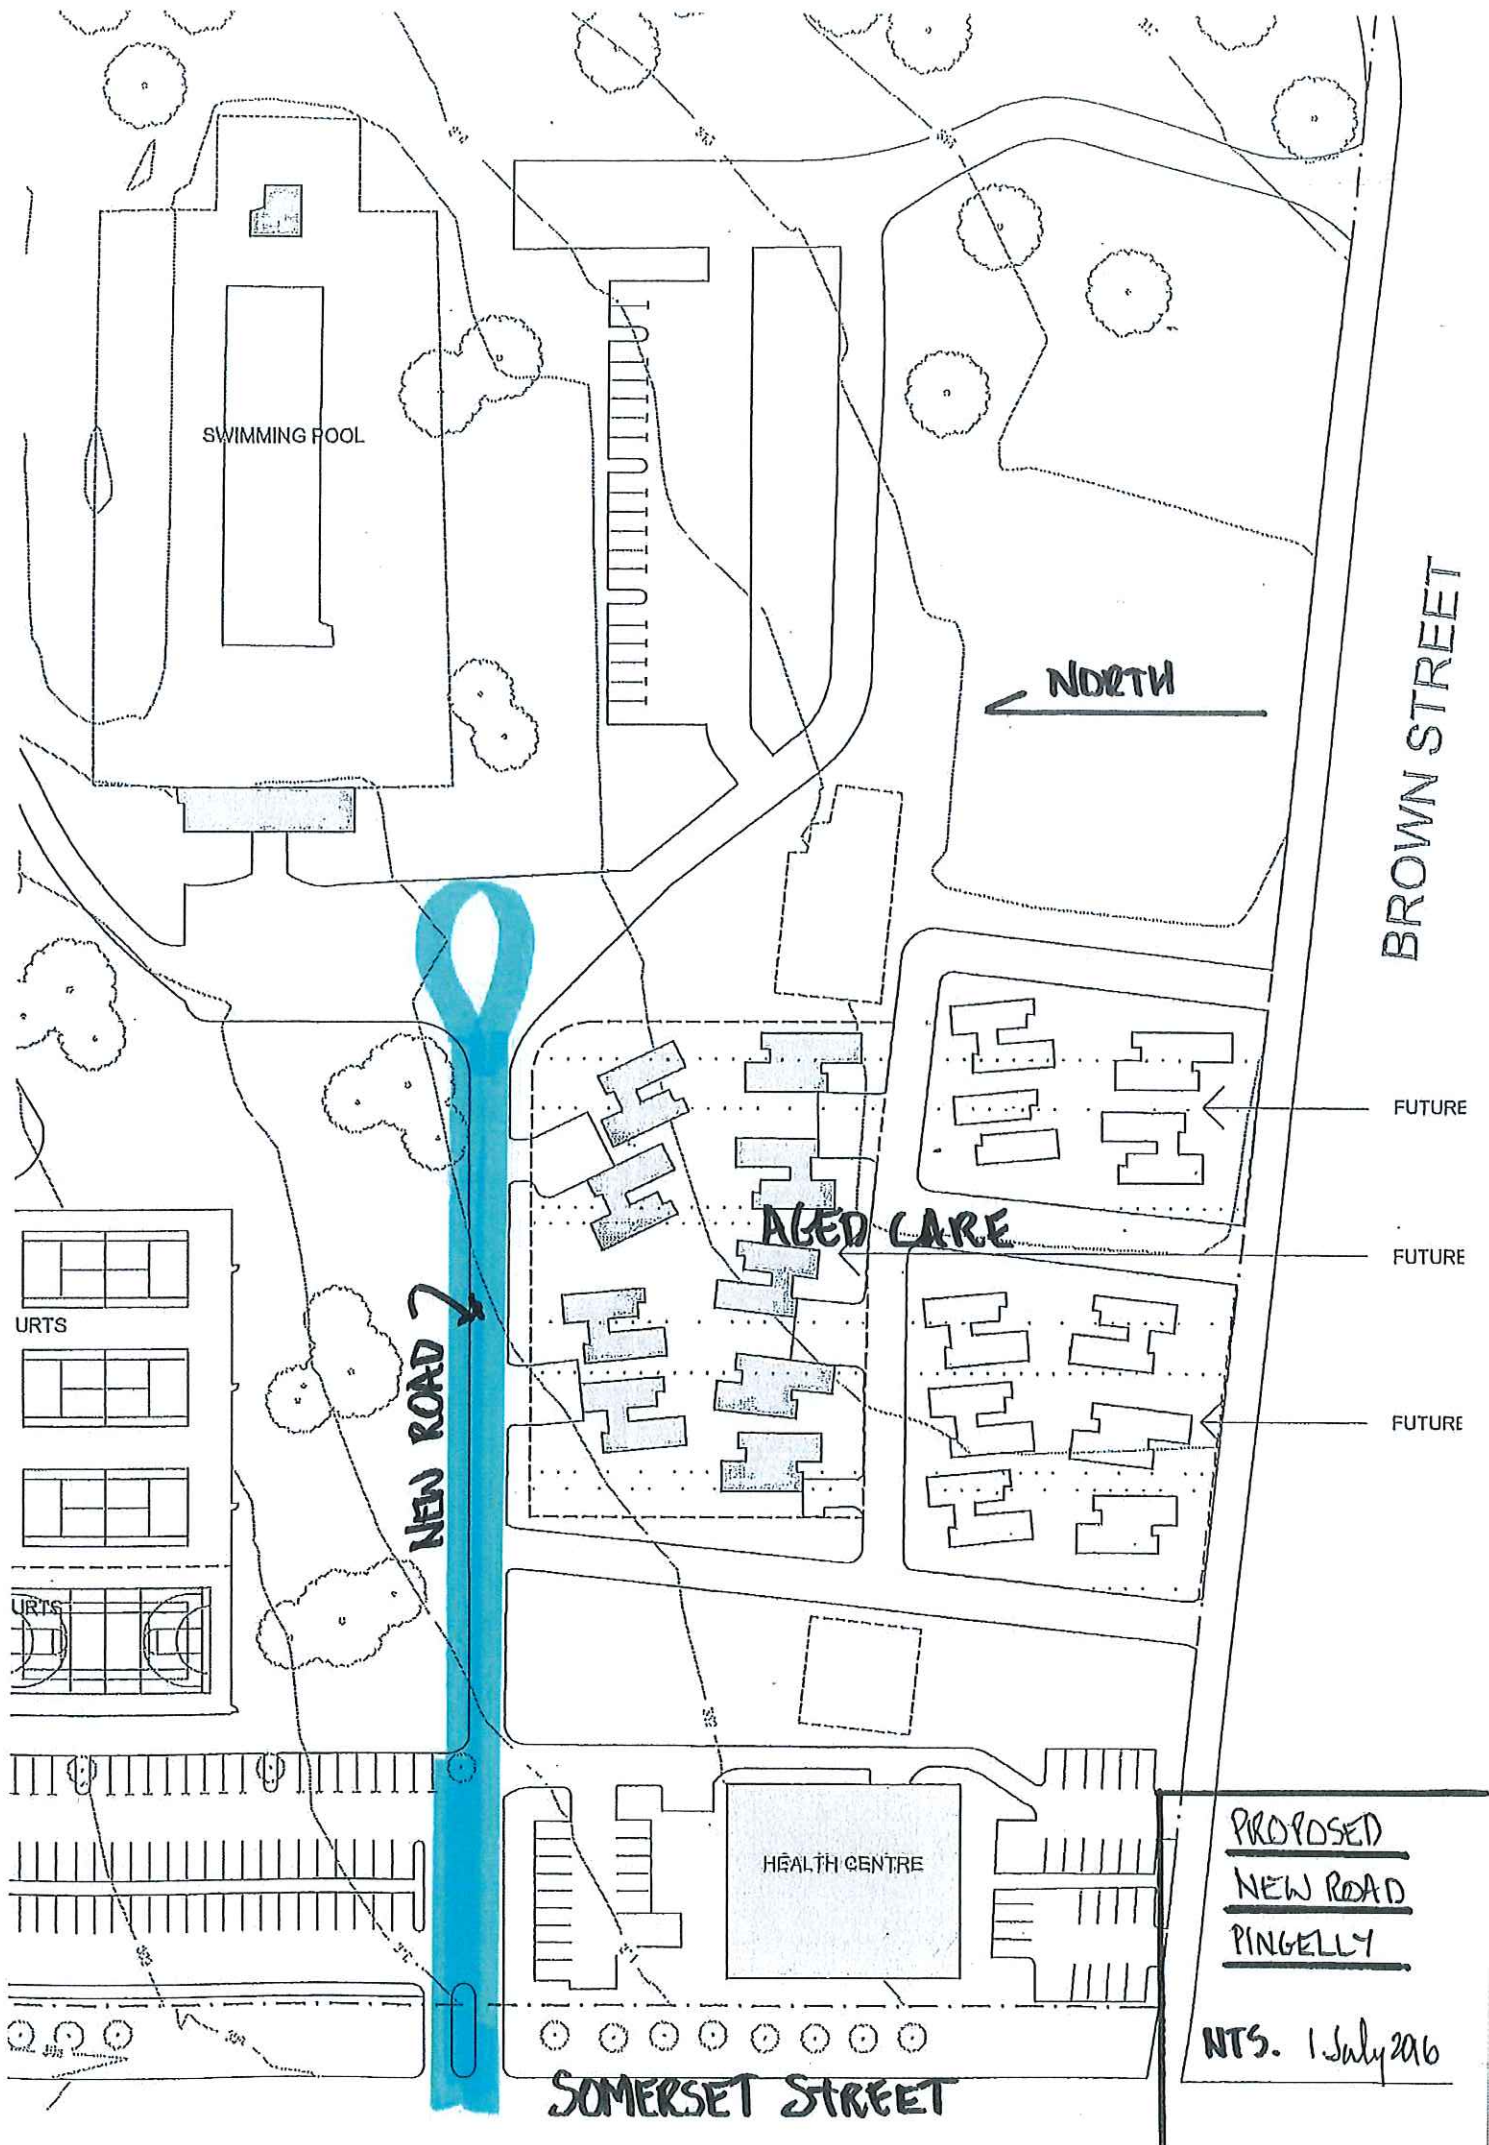 SWIMMING POOL
NORTH
BROWN STREET
FUTURE
AGED CARE
FUTURE
NEW ROAD
URTS
FUTURE
URTS
HEALTH CENTRE
PROPOSED
NEW ROAD
PINGELLY
NTS. 1 July 2016
SOMERSET STREET